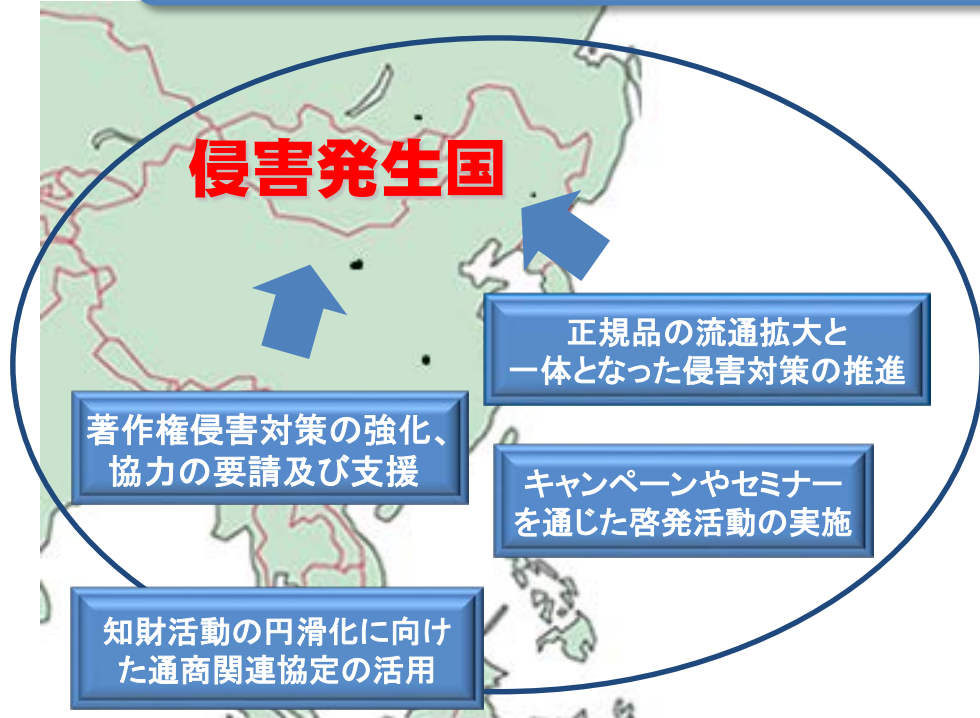 侵害発生国
正規品の流通拡大と
一体となった侵害対策の推進
著作権侵害対策の強化、
協力の要請及び支援
キャンペーンやセミナー
を通じた啓発活動の実施
知財活動の円滑化に向け
た通商関連協定の活用